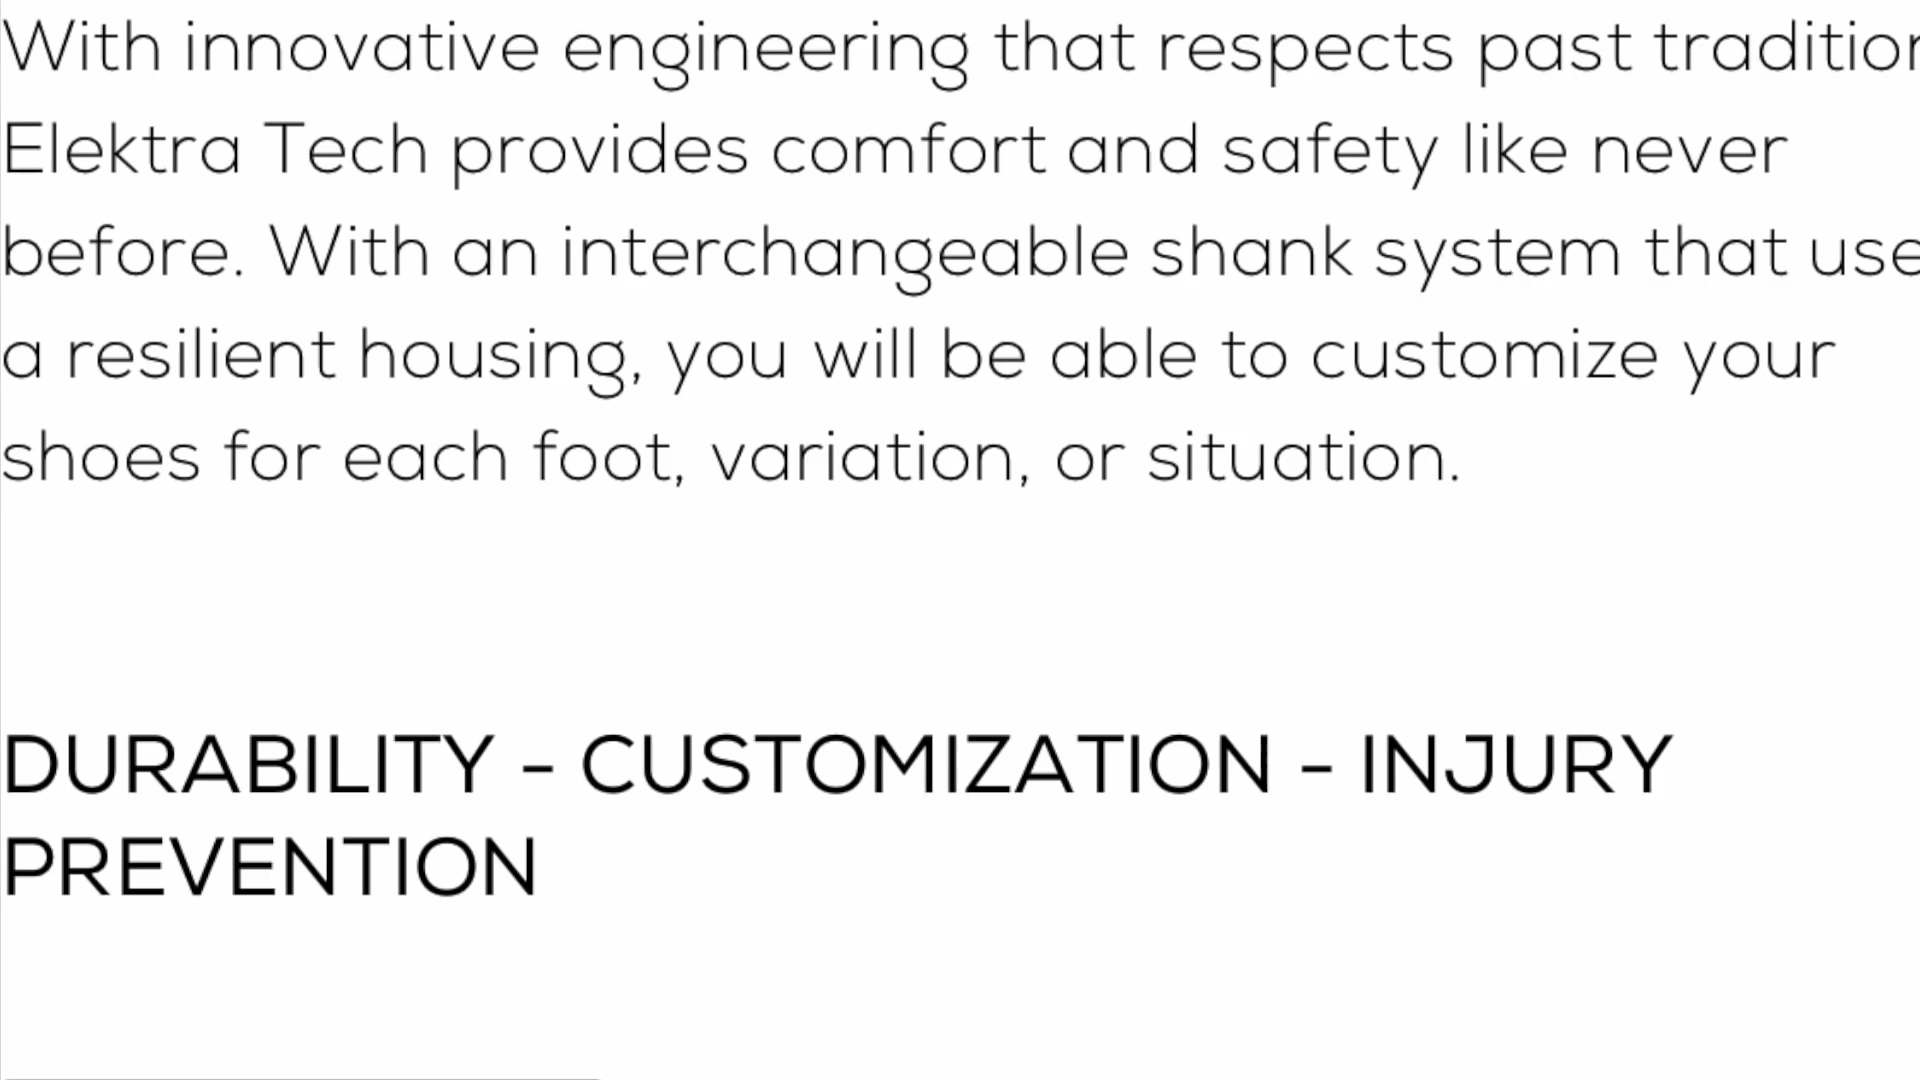 With innovative engineering that respects past tradition
Elektra Tech provides comfort and safety like never
before. With an interchangeable shank system that use
a resilient housing, you will be able to customize your
shoes for each foot, variation, or situation.
DURABILITY - CUSTOMIZATION - INJURY
PREVENTION